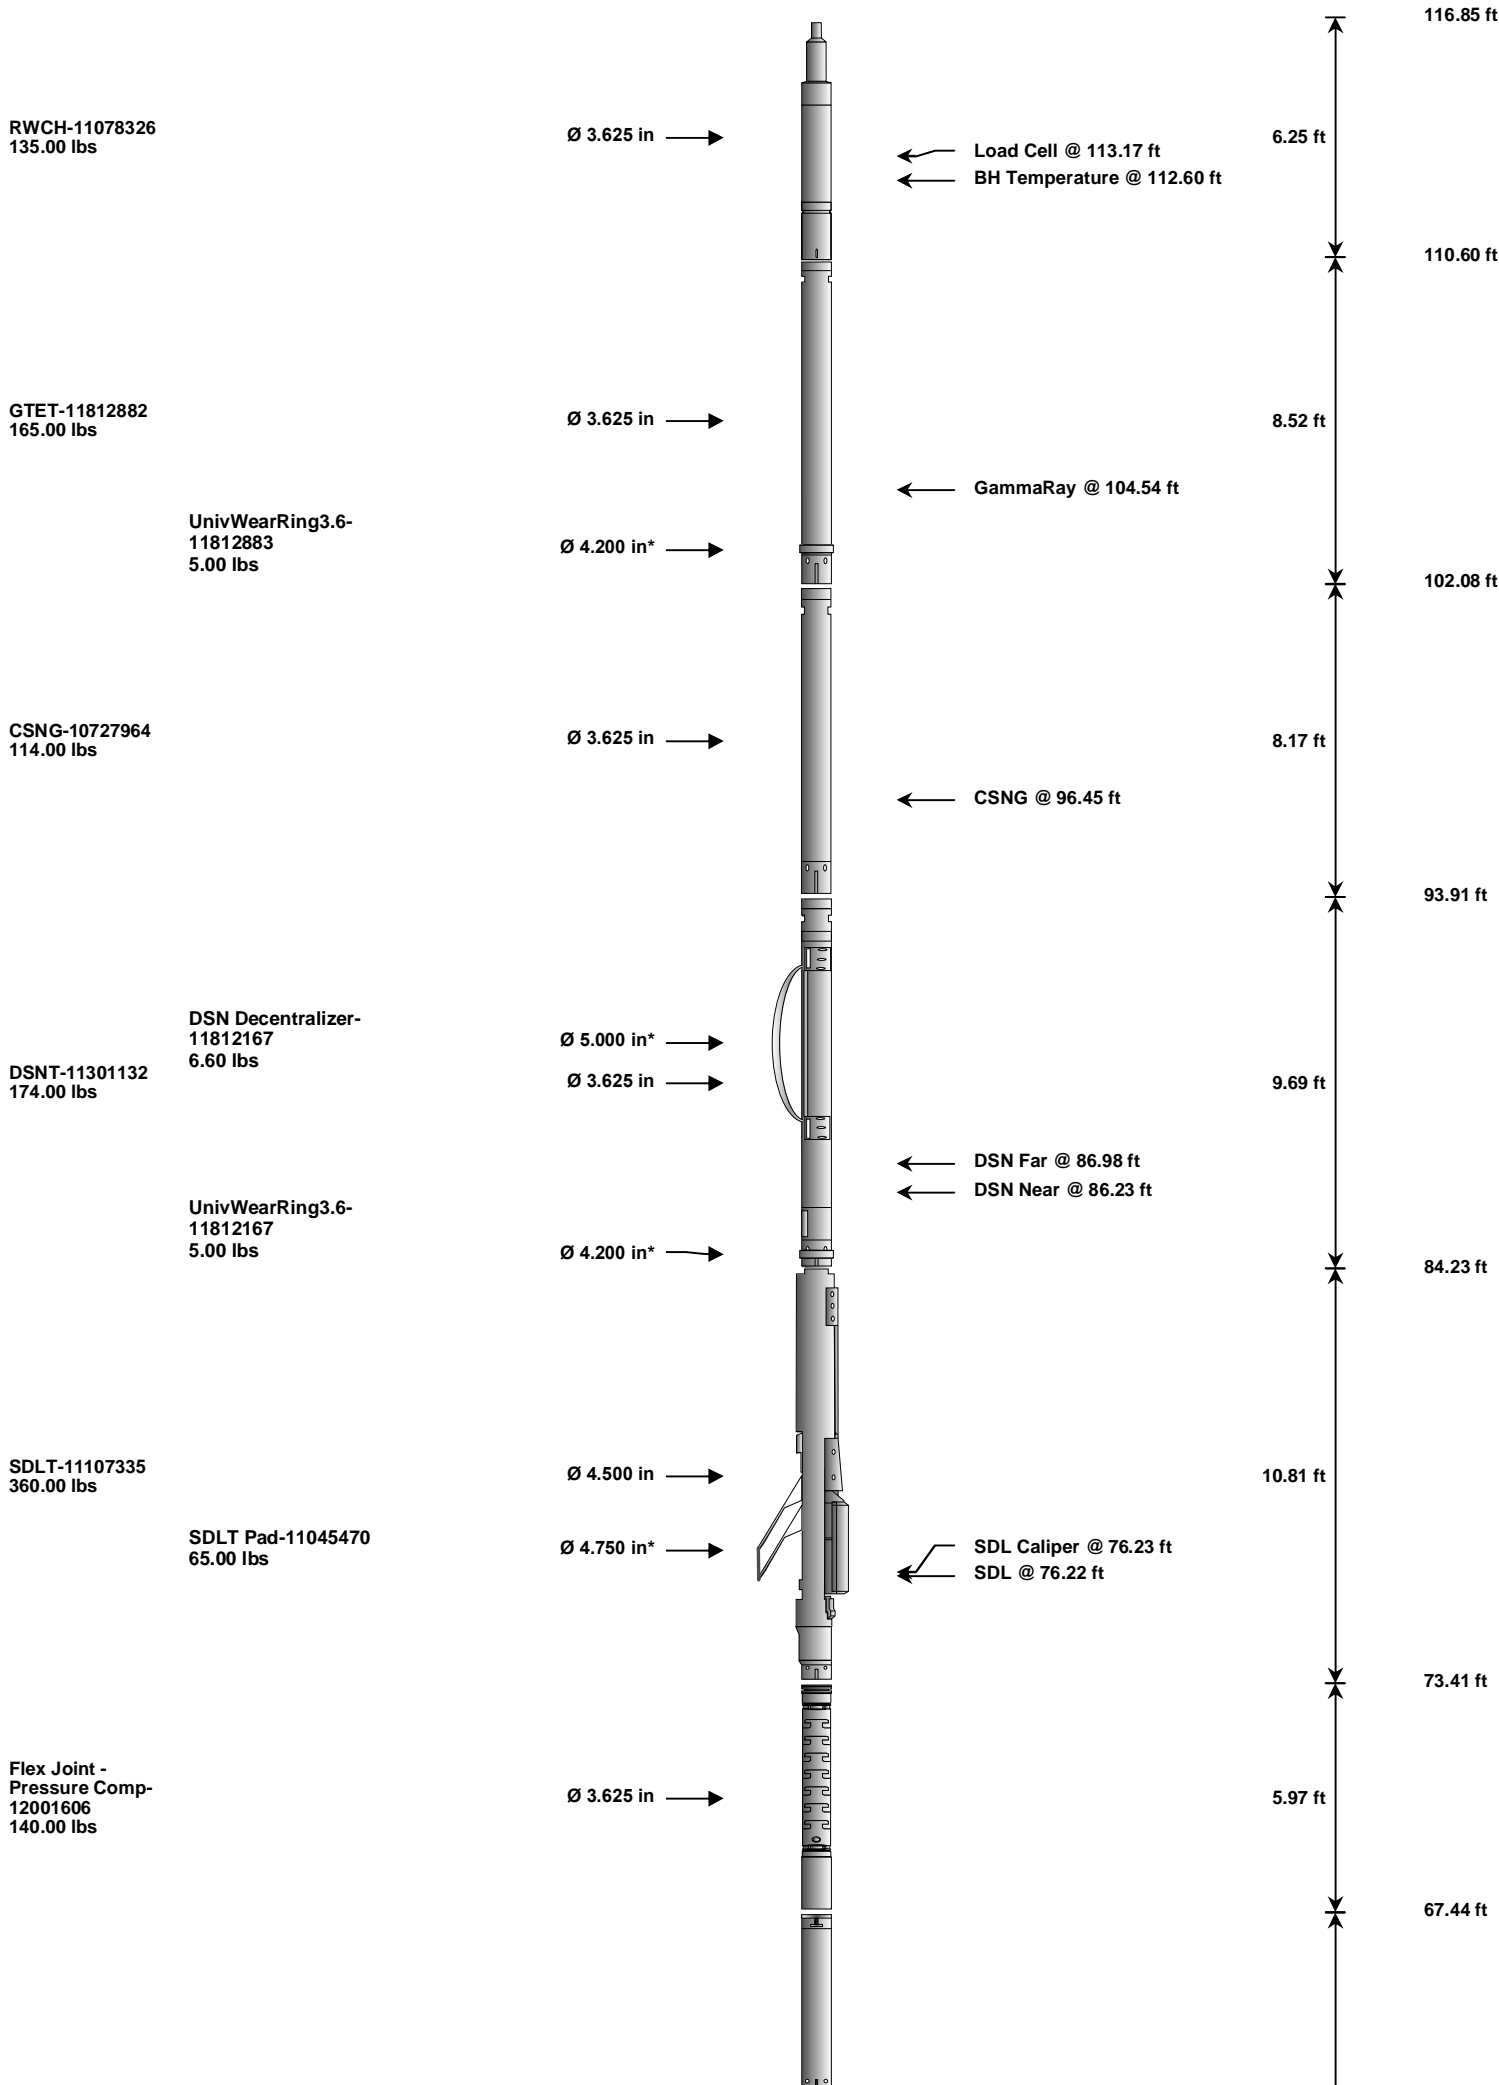 116.85 ft
RWCH-11078326
135.00 lbs
Ø 3.625 in
Load Cell @ 113.17 ft
BH Temperature @ 112.60 ft
6.25 ft
110.60 ft
GTET-11812882
165.00 lbs
Ø 3.625 in
8.52 ft
GammaRay @ 104.54 ft
UnivWearRing3.6-
11812883
5.00 lbs
Ø 4.200 in*
102.08 ft
CSNG-10727964
114.00 lbs
Ø 3.625 in
8.17 ft
CSNG @ 96.45 ft
93.91 ft
DSN Decentralizer-
11812167
6.60 lbs
Ø 5.000 in*
DSNT-11301132
174.00 lbs
Ø 3.625 in
9.69 ft
DSN Far @ 86.98 ft
DSN Near @ 86.23 ft
UnivWearRing3.6-
11812167
5.00 lbs
Ø 4.200 in*
84.23 ft
SDLT-11107335
360.00 lbs
Ø 4.500 in
10.81 ft
SDLT Pad-11045470
65.00 lbs
Ø 4.750 in*
SDL Caliper @ 76.23 ft
SDL @ 76.22 ft
73.41 ft
Flex Joint -
Pressure Comp-
12001606
140.00 lbs
Ø 3.625 in
5.97 ft
67.44 ft